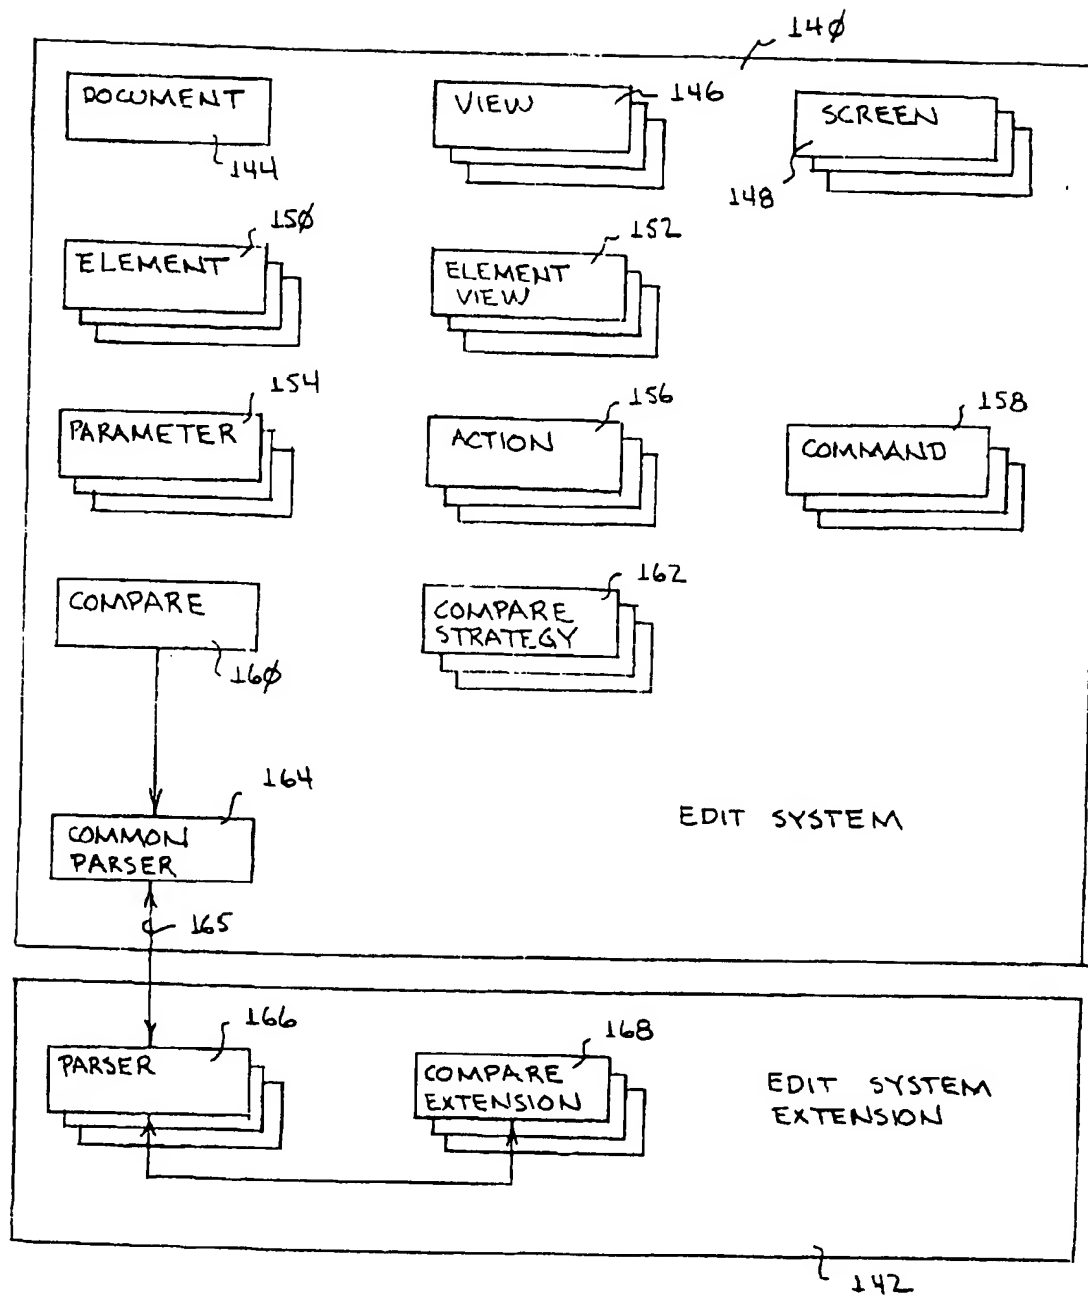 140
DOCUMENT
144
VIEW
146
SCREEN
148
150
ELEMENT
152
ELEMENT
VIEW
154
PARAMETER
156
ACTION
158
COMMAND
COMPARE
160
162
COMPARE
STRATEGY
164
COMMON
PARSER
EDIT SYSTEM
165
166
PARSER
168
COMPARE
EXTENSION
EDIT SYSTEM
EXTENSION
142